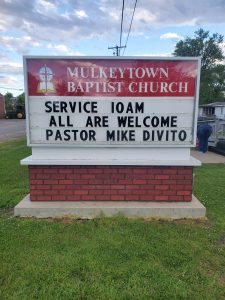 MULKEYTOWN
BAPTIST CHURCH
SERVICE 10AM
ALL ARE WELCOME
PASTOR MIKE DIVITO